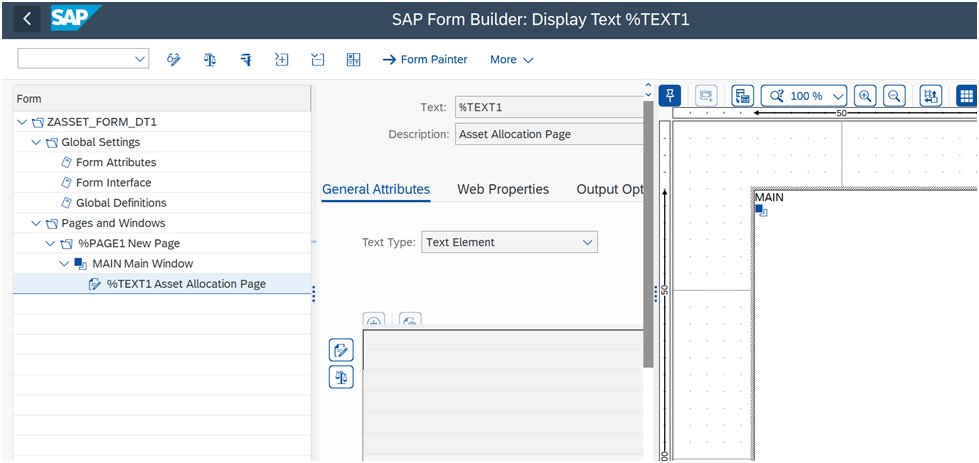 SAP
SAP Form Builder: Display Text %TEXT1
Form Painter
More
Form
ZASSET_FORM_DT1
Global Settings
Form Attributes
Form Interface
Global Definitions
Pages and Windows
%PAGE1 New Page
MAIN Main Window
%TEXT1 Asset Allocation Page
Text: %TEXT1
Description: Asset Allocation Page
General Attributes Web Properties Output Opt
Text Type: Text Element
100 %
50
MAIN
50
00